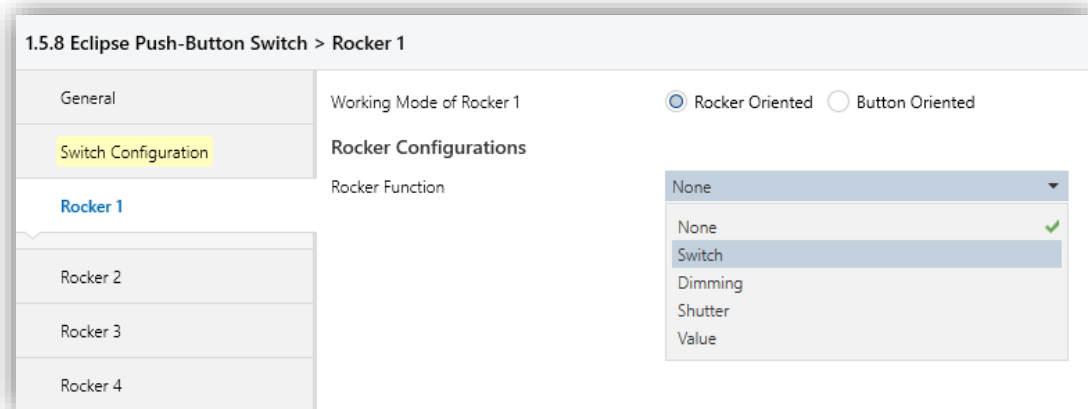 1.5.8 Eclipse Push-Button Switch > Rocker 1
General
Switch Configuration
Rocker 1
Rocker 2
Rocker 3
Rocker 4
Working Mode of Rocker 1
Rocker Oriented
Button Oriented
Rocker Configurations
Rocker Function
None
None
Switch
Dimming
Shutter
Value